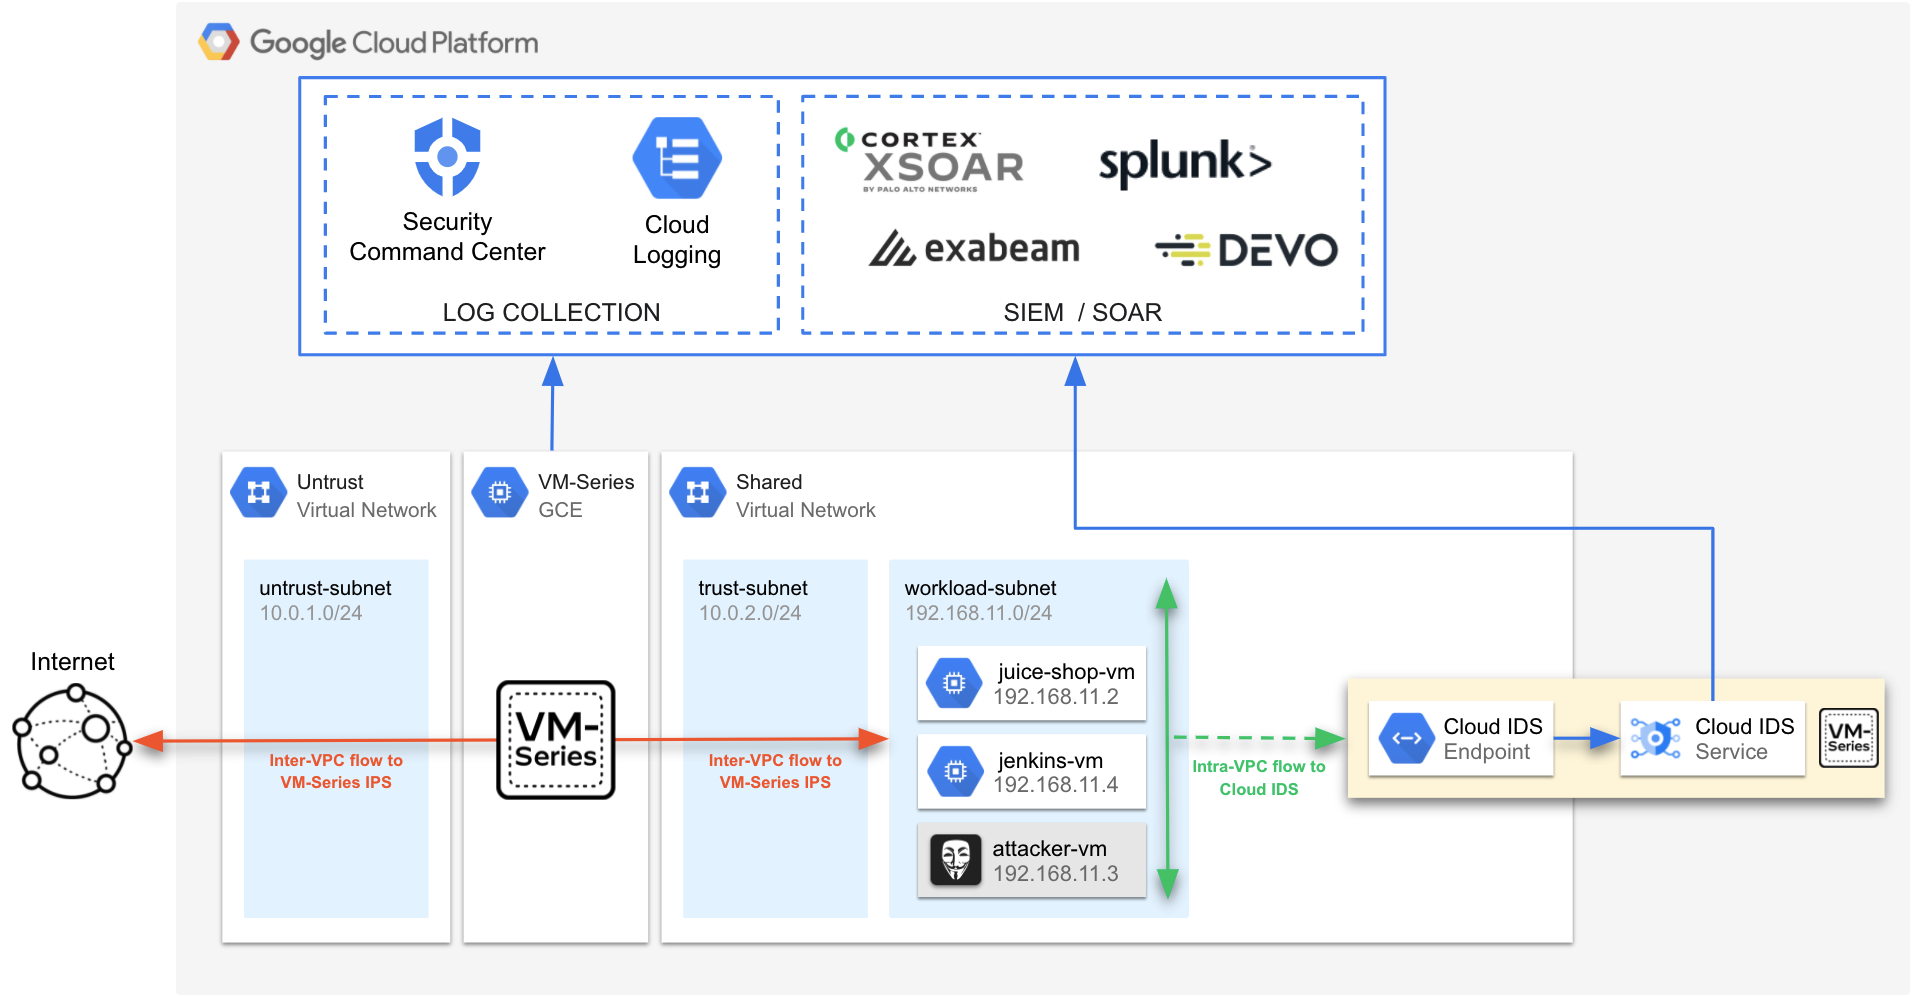 Google Cloud Platform
Security
Command Center
Cloud
Logging
LOG COLLECTION
CORTEX
XSOAR
BY PALO ALTO NETWORKS
splunk>
exabeam
DEVO
SIEM / SOAR
Untrust
Virtual Network
VM-Series
GCE
Shared
Virtual Network
untrust-subnet
10.0.1.0/24
trust-subnet
10.0.2.0/24
workload-subnet
192.168.11.0/24
Internet
Inter-VPC flow to
VM-Series IPS
VM-
Series
Inter-VPC flow to
VM-Series IPS
juice-shop-vm
192.168.11.2
jenkins-vm
192.168.11.4
attacker-vm
192.168.11.3
Intra-VPC flow to
Cloud IDS
Cloud IDS
Endpoint
Cloud IDS
Service
VM-
Series